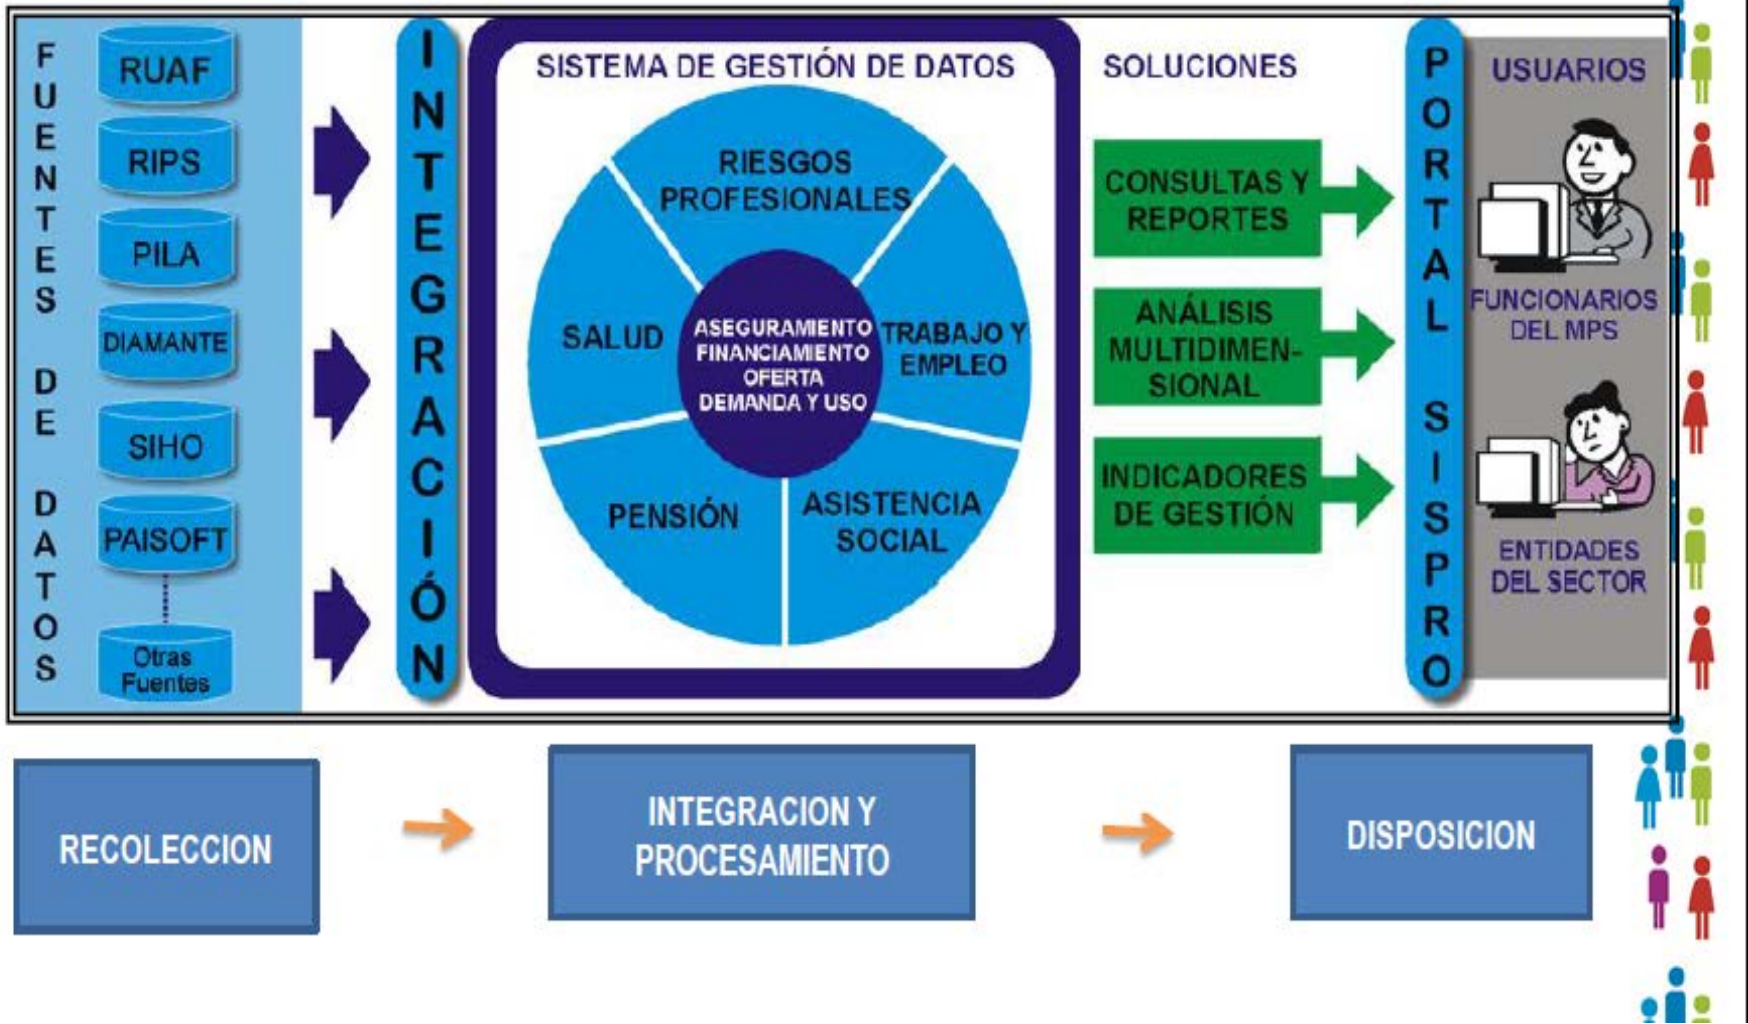 FUENTES DE DATOS
RUAF
RIPS
PILA
DIAMANTE
SIHO
PAISOFT
Otras
Fuentes
INTEGRACIÓN
SISTEMA DE GESTIÓN DE DATOS
RIESGOS
PROFESIONALES
SALUD
TRABAJO Y
EMPLEO
ASEGURAMIENTO
FINANCIAMIENTO
OFERTA
DEMANDA Y USO
PENSIÓN
ASISTENCIA
SOCIAL
SOLUCIONES
CONSULTAS Y
REPORTES
ANÁLISIS
MULTIDIMEN-
SIONAL
INDICADORES
DE GESTIÓN
PORTAL SISPRO
USUARIOS
FUNCIONARIOS
DEL MPS
ENTIDADES
DEL SECTOR
RECOLECCION
INTEGRACION Y
PROCESAMIENTO
DISPOSICION